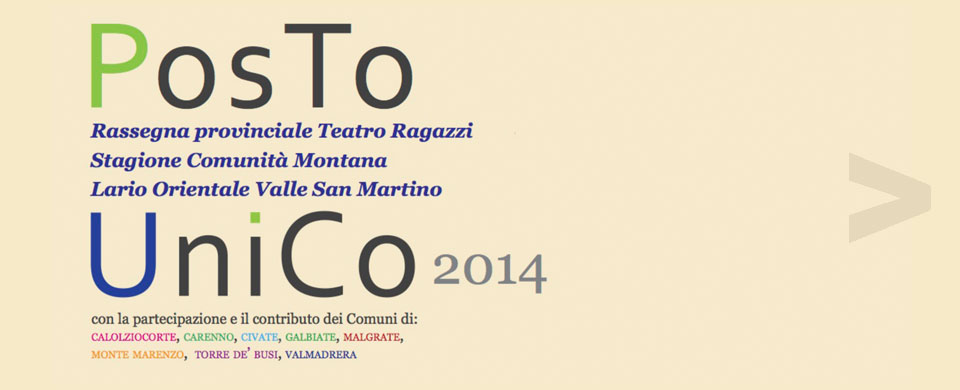 PosTo
Rassegna provinciale Teatro Ragazzi
Stagione Comunità Montana
Lario Orientale Valle San Martino
UniCo 2014
con la partecipazione e il contributo dei Comuni di:
CALOLZIOCORTE, CARENNO, CIVATE, GALBIATE, MALGRATE,
MONTE MARENZO, TORRE DE' BUSI, VALMADRERA
>